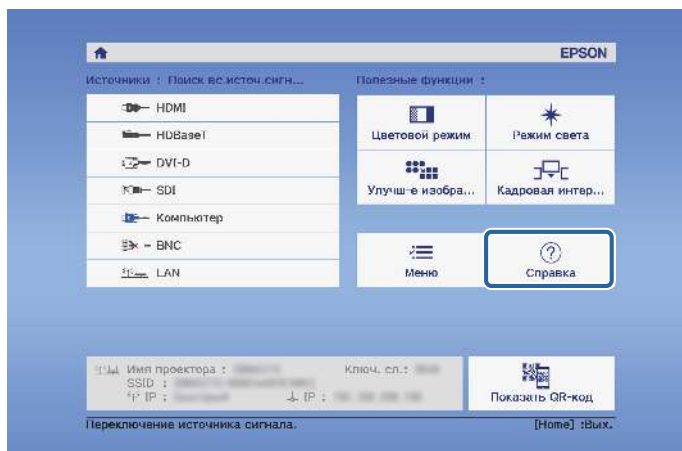 EPSON
Источники : Поиск вс.источ.сигн...
Полезные функции :
HDMI
HDBaseT
DVI-D
SDI
Компьютер
BNC
LAN
Цветовой режим
Режим света
Улучш-е изобра...
Кадровая интер...
Меню
Справка
Имя проектора :
Ключ. сл.:
SSID :
IP :
IP :
Показать QR-код
Переключение источника сигнала.
[Home] :Вых.